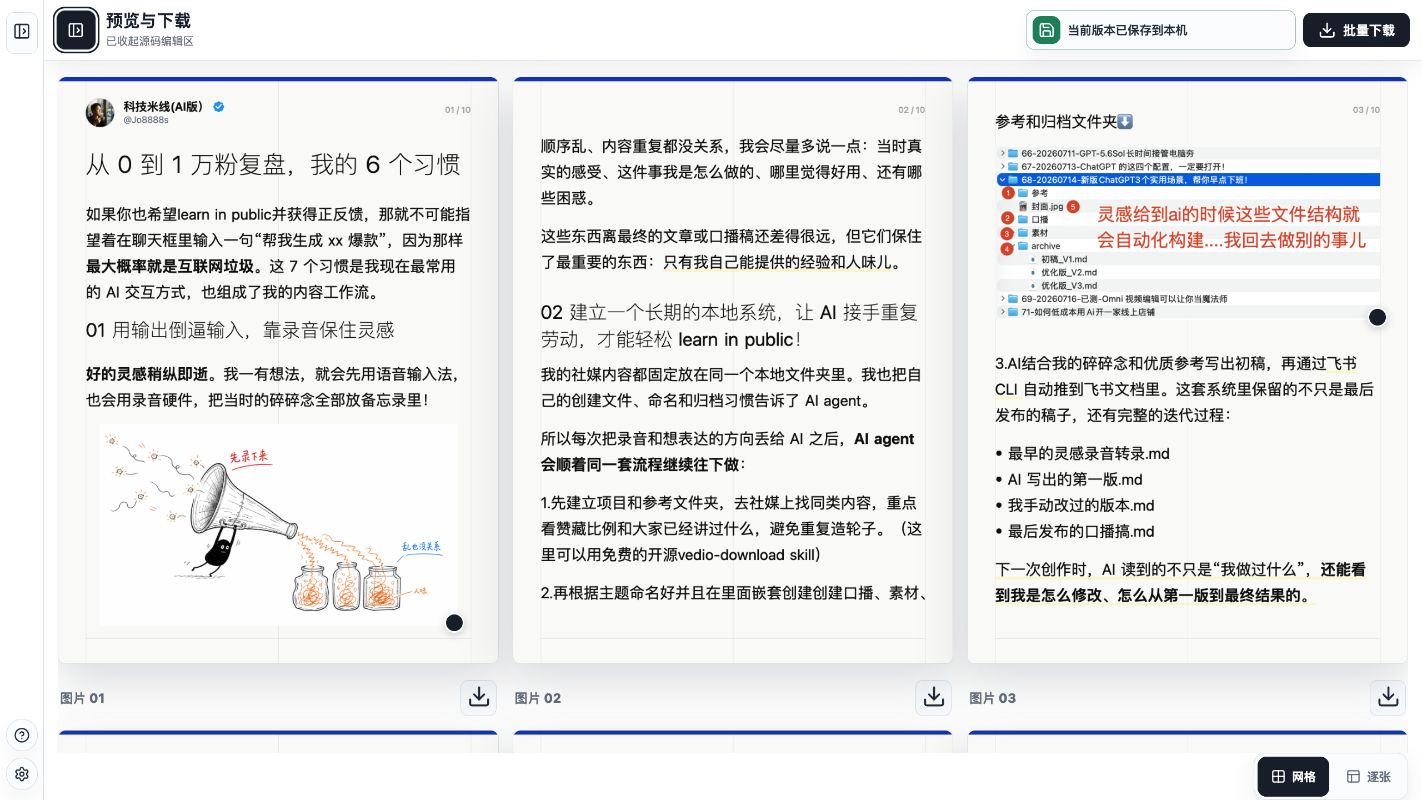 预览与下载
已收起源码编辑区
当前版本已保存到本机
批量下载
科技米线(AI版)
@Jo8888s
01 / 10
从 0 到 1 万粉复盘，我的 6 个习惯
如果你也希望learn in public并获得正反馈，那就不可能指
望着在聊天框里输入一句“帮我生成 xx 爆款”，因为那样
最大概率就是互联网垃圾。这 7 个习惯是我现在最常用
的 AI 交互方式，也组成了我的内容工作流。
01 用输出倒逼输入，靠录音保住灵感
好的灵感稍纵即逝。我一有想法，就会先用语音输入法，
也会用录音硬件，把当时的碎碎念全部放备忘录里！
先录下来
乱也没关系
人味
图片 01
02 / 10
顺序乱、内容重复都没关系，我会尽量多说一点：当时真
实的感受、这件事我是怎么做的、哪里觉得好用、还有哪
些困惑。
这些东西离最终的文章或口播稿还差得很远，但它们保住
了最重要的东西：只有我自己能提供的经验和人味儿。
02 建立一个长期的本地系统，让 AI 接手重复
劳动，才能轻松 learn in public！
我的社媒内容都固定放在同一个本地文件夹里。我也把自
己的创建文件、命名和归档习惯告诉了 AI agent。
所以每次把录音和想表达的方向丢给 AI 之后，AI agent
会顺着同一套流程继续往下做：
1.先建立项目和参考文件夹，去社媒上找同类内容，重点
看赞藏比例和大家已经讲过什么，避免重复造轮子。（这
里可以用免费的开源vedio-download skill）
2.再根据主题命名好并且在里面嵌套创建创建口播、素材、
图片 02
03 / 10
参考和归档文件夹⬇️
66-20260711-GPT-5.6Sol长时间接管电脑夯
67-20260713-ChatGPT 的这四个配置，一定要打开！
68-20260714-新版ChatGPT3个实用场景，帮你早点下班！
1 参考
封面.jpg 5
2 口播
3 素材
4 archive
初稿_V1.md
优化版_V2.md
优化版_V3.md
69-20260716-已测-Omni 视频编辑可以让你当魔法师
71-如何低成本用Ai开一家线上店铺
灵感给到ai的时候这些文件结构就
会自动化构建....我回去做别的事儿
3.AI结合我的碎碎念和优质参考写出初稿，再通过飞书
CLI 自动推到飞书文档里。这套系统里保留的不只是最后
发布的稿子，还有完整的迭代过程：
• 最早的灵感录音转录.md
• AI 写出的第一版.md
• 我手动改过的版本.md
• 最后发布的口播搞.md
下一次创作时，AI 读到的不只是“我做过什么”，还能看
到我是怎么修改、怎么从第一版到最终结果的。
图片 03
网格
逐张